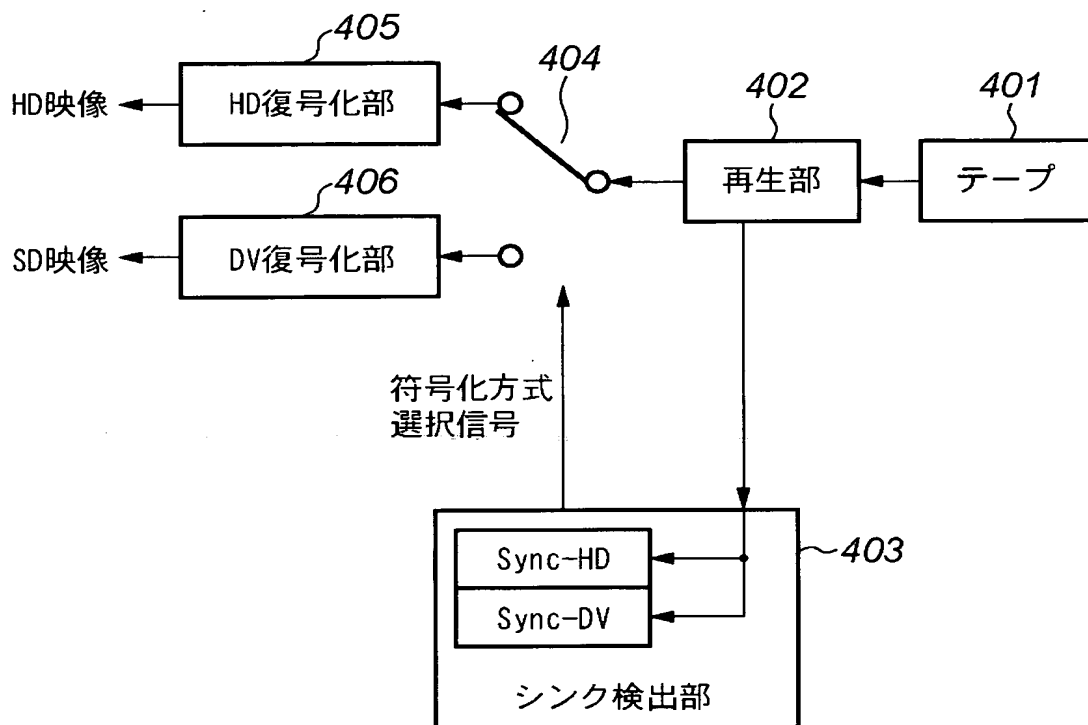 405
HD映像
HD復号化部
404
402
401
再生部
テープ
406
SD映像
DV復号化部
符号化方式
選択信号
403
Sync-HD
Sync-DV
シンク検出部